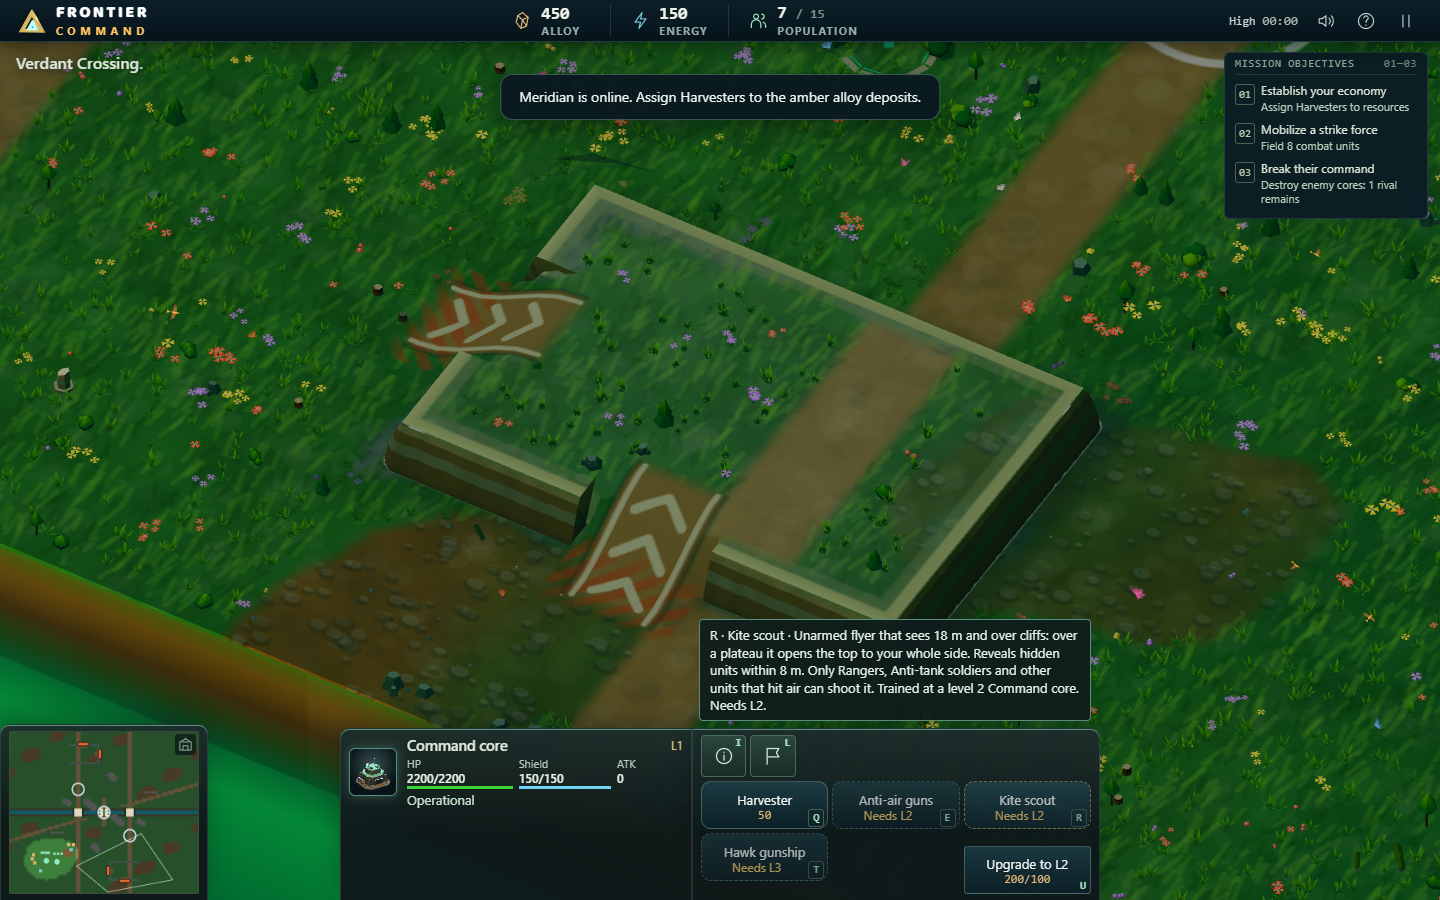 FRONTIER
COMMAND
450
ALLOY
150
ENERGY
7 / 15
POPULATION
High 00:00
Verdant Crossing.
Meridian is online. Assign Harvesters to the amber alloy deposits.
MISSION OBJECTIVES 01—03
01 Establish your economy
Assign Harvesters to resources
02 Mobilize a strike force
Field 8 combat units
03 Break their command
Destroy enemy cores: 1 rival
remains
R · Kite scout · Unarmed flyer that sees 18 m and over cliffs: over
a plateau it opens the top to your whole side. Reveals hidden
units within 8 m. Only Rangers, Anti-tank soldiers and other
units that hit air can shoot it. Trained at a level 2 Command core.
Needs L2.
Command core L1
HP Shield ATK
2200/2200 150/150 0
Operational
I L
Harvester
50 Q
Anti-air guns
Needs L2 E
Kite scout
Needs L2 R
Hawk gunship
Needs L3 T
Upgrade to L2
200/100 U